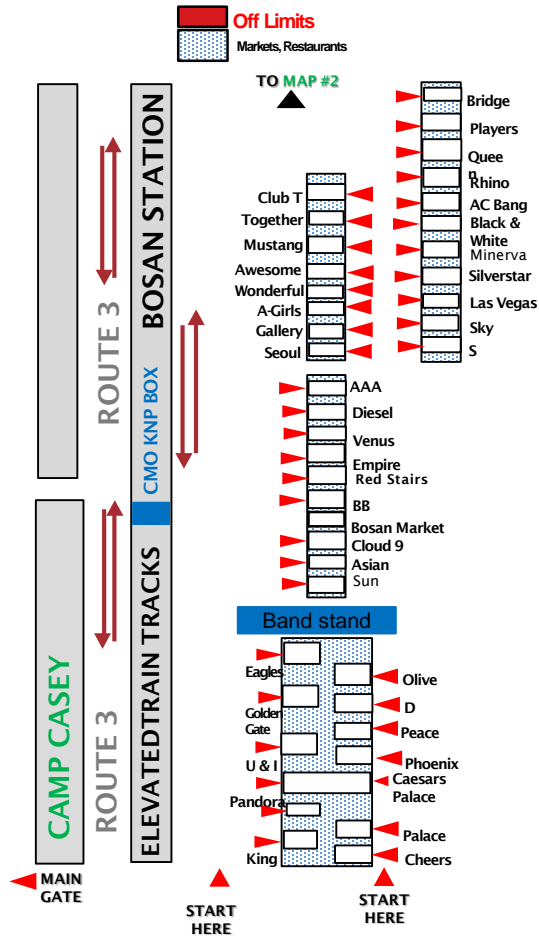 Off Limits
Markets, Restaurants
TO MAP #2
BOSAN STATION
ROUTE 3
CMO KNP BOX
ELEVATEDTRAIN TRACKS
CAMP CASEY
ROUTE 3
MAIN
GATE
Club T
Together
Mustang
Awesome
Wonderful
A-Girls
Gallery
Seoul
Bridge
Players
Quee
n
Rhino
AC Bang
Black &
White
Minerva
Silverstar
Las Vegas
Sky
S
AAA
Diesel
Venus
Empire
Red Stairs
BB
Bosan Market
Cloud 9
Asian
Sun
Band stand
Eagles
Golden
Gate
U & I
Pandora
King
Olive
D
Peace
Phoenix
Caesars
Palace
Palace
Cheers
START
HERE
START
HERE